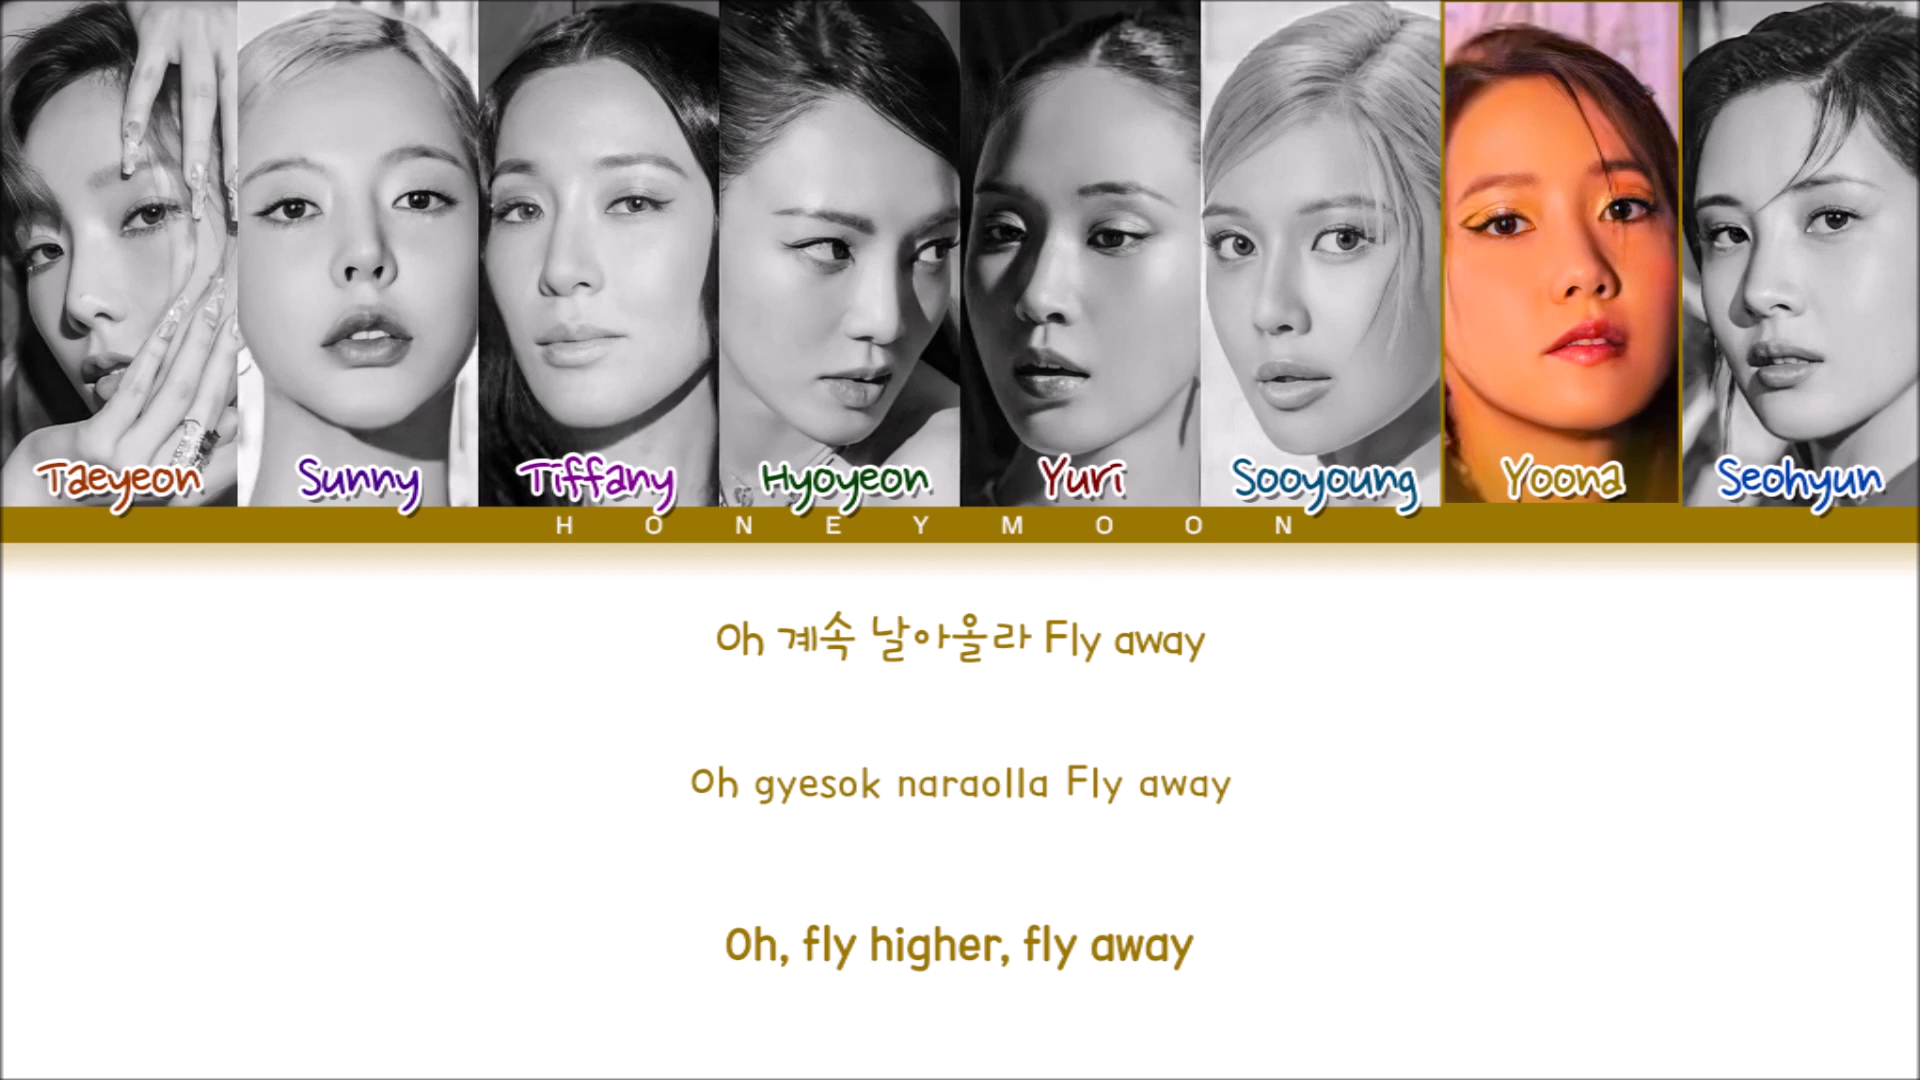 Taeyeon Sunny Tiffany Hyoyeon Yuri Sooyoung Yoona Seohyun
HONEYMOON
Oh 계속 날아올라 Fly away
Oh gyesok naraolla Fly away
Oh, fly higher, fly away